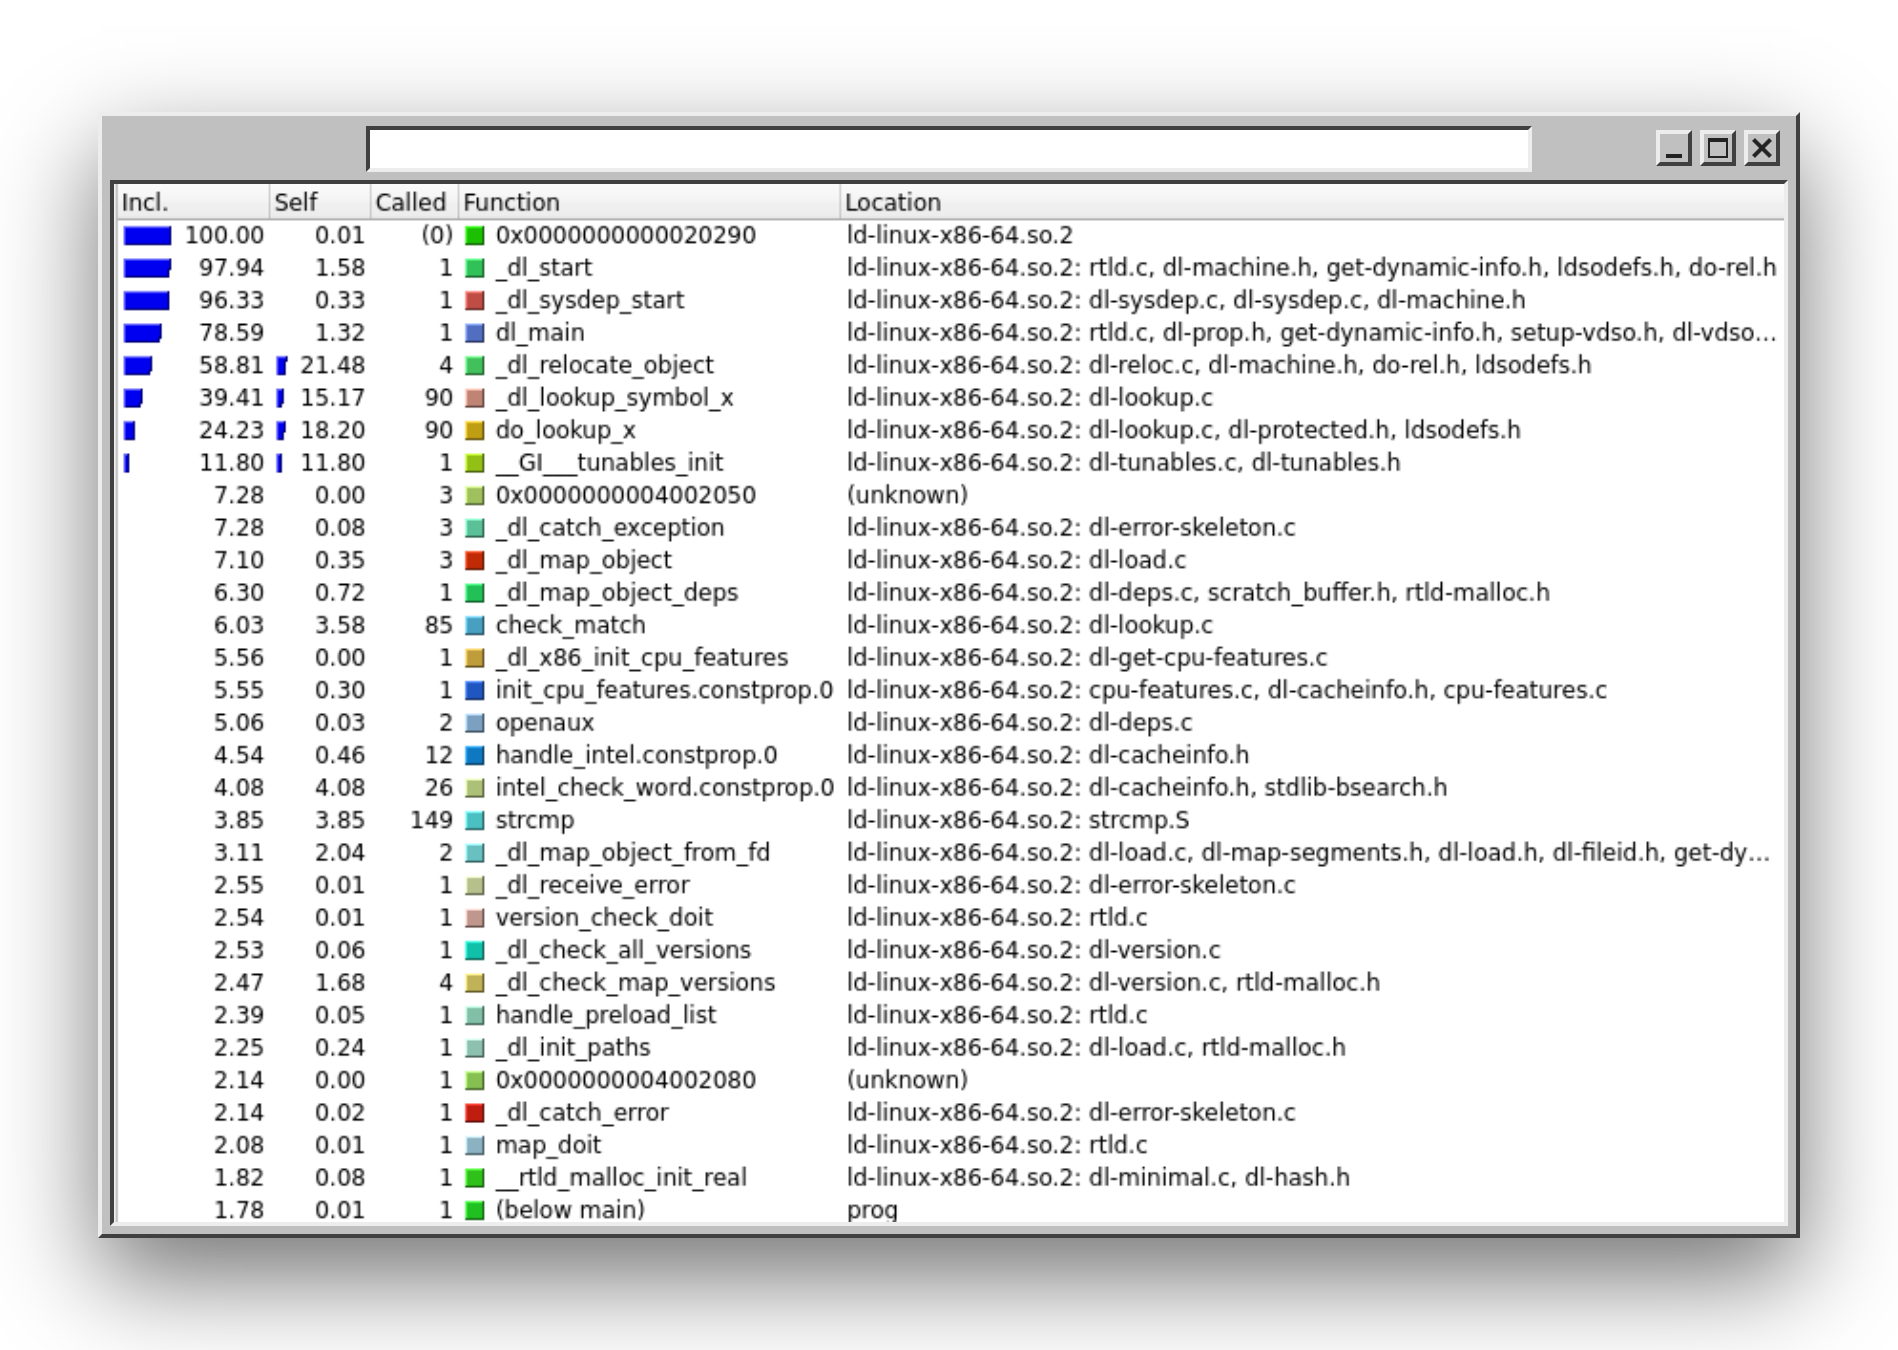 Incl. Self Called Function Location
100.00 0.01 (0) 0x0000000000020290 ld-linux-x86-64.so.2
97.94 1.58 1 _dl_start ld-linux-x86-64.so.2: rtld.c, dl-machine.h, get-dynamic-info.h, ldsodefs.h, do-rel.h
96.33 0.33 1 _dl_sysdep_start ld-linux-x86-64.so.2: dl-sysdep.c, dl-sysdep.c, dl-machine.h
78.59 1.32 1 dl_main ld-linux-x86-64.so.2: rtld.c, dl-prop.h, get-dynamic-info.h, setup-vdso.h, dl-vdso...
58.81 21.48 4 _dl_relocate_object ld-linux-x86-64.so.2: dl-reloc.c, dl-machine.h, do-rel.h, ldsodefs.h
39.41 15.17 90 _dl_lookup_symbol_x ld-linux-x86-64.so.2: dl-lookup.c
24.23 18.20 90 do_lookup_x ld-linux-x86-64.so.2: dl-lookup.c, dl-protected.h, ldsodefs.h
11.80 11.80 1 __GI___tunables_init ld-linux-x86-64.so.2: dl-tunables.c, dl-tunables.h
7.28 0.00 3 0x0000000004002050 (unknown)
7.28 0.08 3 _dl_catch_exception ld-linux-x86-64.so.2: dl-error-skeleton.c
7.10 0.35 3 _dl_map_object ld-linux-x86-64.so.2: dl-load.c
6.30 0.72 1 _dl_map_object_deps ld-linux-x86-64.so.2: dl-deps.c, scratch_buffer.h, rtld-malloc.h
6.03 3.58 85 check_match ld-linux-x86-64.so.2: dl-lookup.c
5.56 0.00 1 _dl_x86_init_cpu_features ld-linux-x86-64.so.2: dl-get-cpu-features.c
5.55 0.30 1 init_cpu_features.constprop.0 ld-linux-x86-64.so.2: cpu-features.c, dl-cacheinfo.h, cpu-features.c
5.06 0.03 2 openaux ld-linux-x86-64.so.2: dl-deps.c
4.54 0.46 12 handle_intel.constprop.0 ld-linux-x86-64.so.2: dl-cacheinfo.h
4.08 4.08 26 intel_check_word.constprop.0 ld-linux-x86-64.so.2: dl-cacheinfo.h, stdlib-bsearch.h
3.85 3.85 149 strcmp ld-linux-x86-64.so.2: strcmp.S
3.11 2.04 2 _dl_map_object_from_fd ld-linux-x86-64.so.2: dl-load.c, dl-map-segments.h, dl-load.h, dl-fileid.h, get-dy...
2.55 0.01 1 _dl_receive_error ld-linux-x86-64.so.2: dl-error-skeleton.c
2.54 0.01 1 version_check_doit ld-linux-x86-64.so.2: rtld.c
2.53 0.06 1 _dl_check_all_versions ld-linux-x86-64.so.2: dl-version.c
2.47 1.68 4 _dl_check_map_versions ld-linux-x86-64.so.2: dl-version.c, rtld-malloc.h
2.39 0.05 1 handle_preload_list ld-linux-x86-64.so.2: rtld.c
2.25 0.24 1 _dl_init_paths ld-linux-x86-64.so.2: dl-load.c, rtld-malloc.h
2.14 0.00 1 0x0000000004002080 (unknown)
2.14 0.02 1 _dl_catch_error ld-linux-x86-64.so.2: dl-error-skeleton.c
2.08 0.01 1 map_doit ld-linux-x86-64.so.2: rtld.c
1.82 0.08 1 __rtld_malloc_init_real ld-linux-x86-64.so.2: dl-minimal.c, dl-hash.h
1.78 0.01 1 (below main) prog